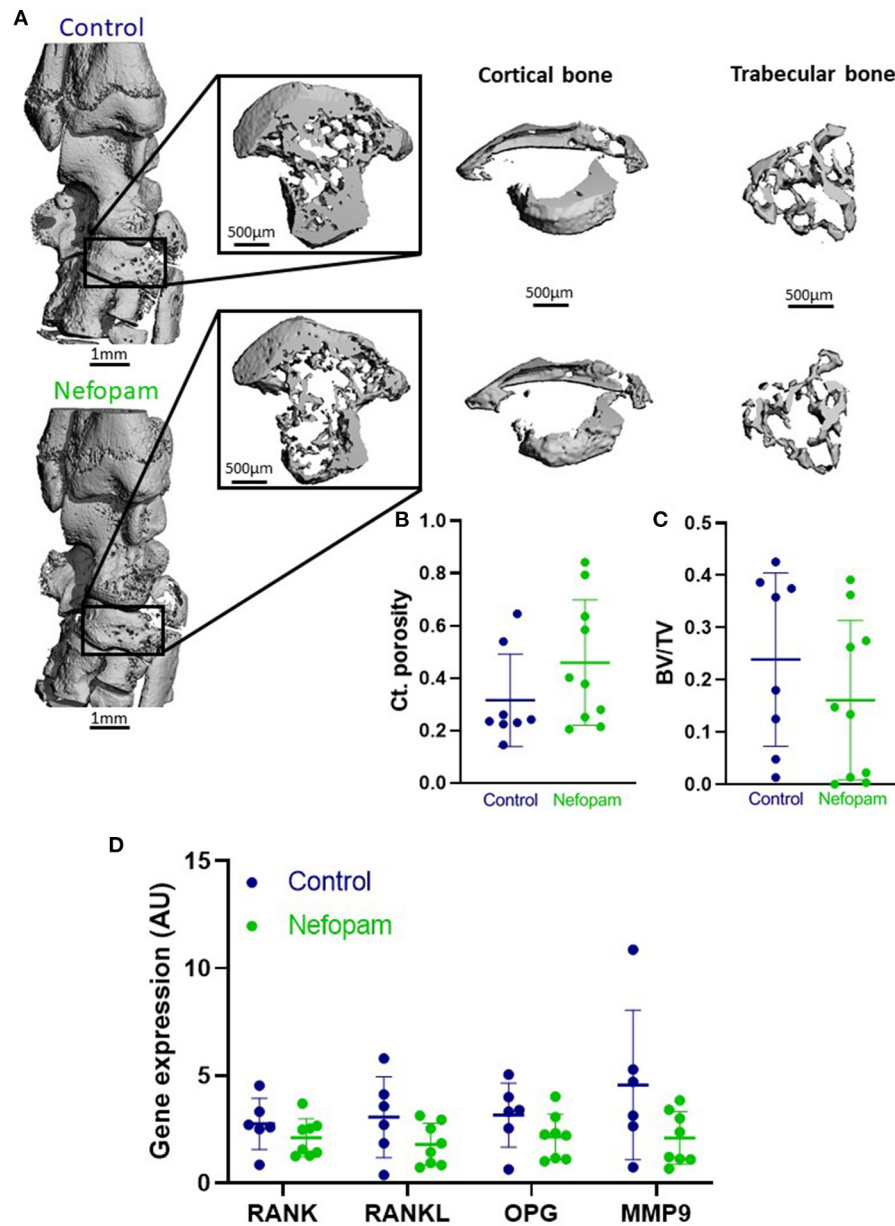 A
Control
Cortical bone
Trabecular bone
500µm
500µm
500µm
1mm
Nefopam
500µm
1mm
B
1.0
0.8
0.6
0.4
0.2
0.0
Ct. porosity
Control Nefopam
C
0.5
0.4
0.3
0.2
0.1
0.0
BV/TV
Control Nefopam
D
15
10
5
0
Gene expression (AU)
Control
Nefopam
RANK RANKL OPG MMP9